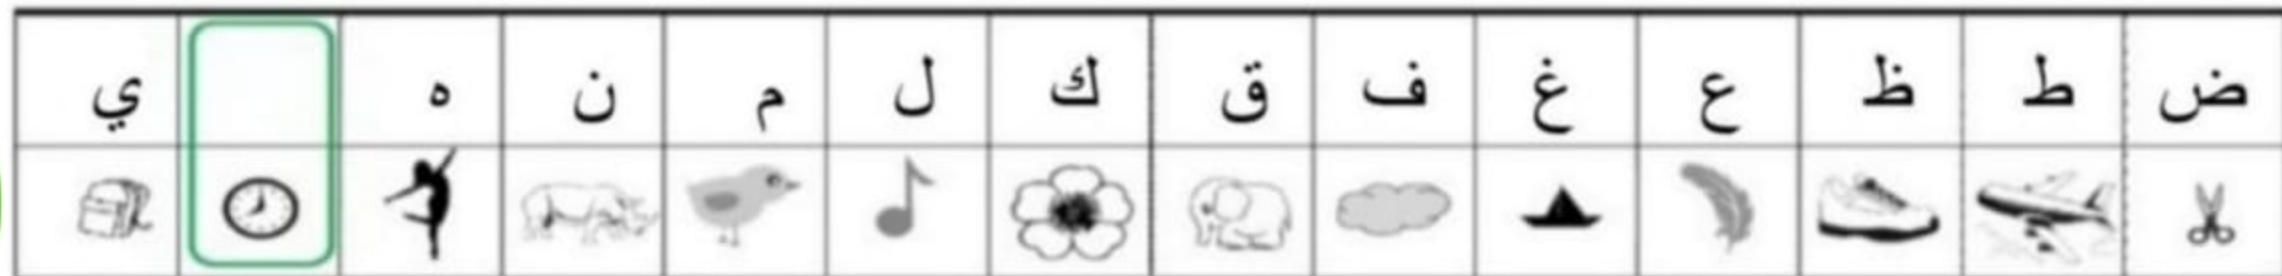 ض ط ظ ع غ ف ق ك ل م ن ه ي